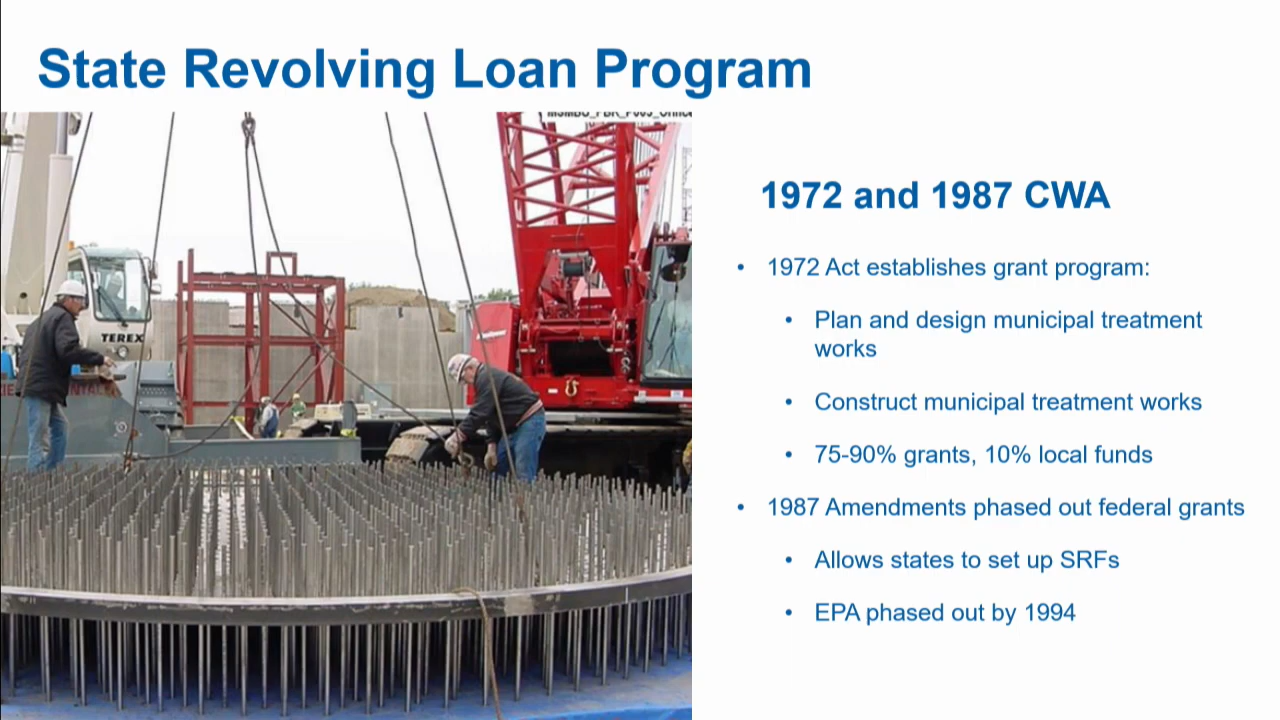 State Revolving Loan Program
1972 and 1987 CWA
• 1972 Act establishes grant program:
• Plan and design municipal treatment
works
• Construct municipal treatment works
• 75-90% grants, 10% local funds
• 1987 Amendments phased out federal grants
• Allows states to set up SRFs
• EPA phased out by 1994
TEREX